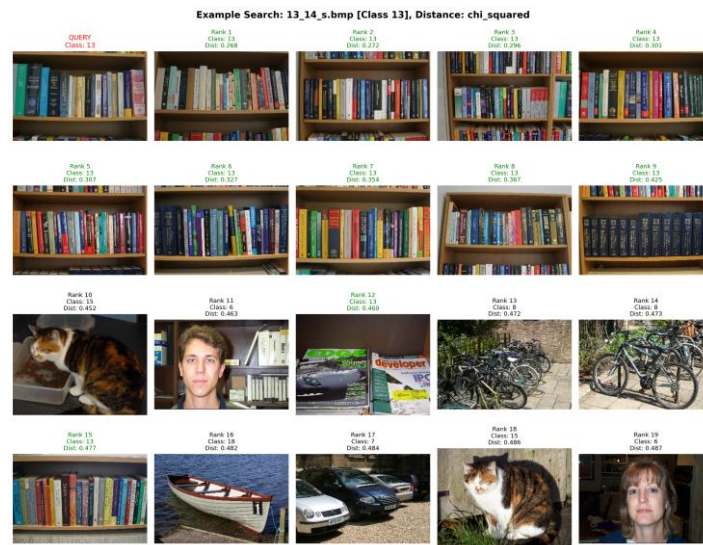 Example Search: 13_14_s.bmp [Class 13], Distance: chi_squared
QUERY
Class: 13
Rank 1
Class: 13
Dist: 0.268
Rank 2
Class: 13
Dist: 0.272
Rank 3
Class: 13
Dist: 0.296
Rank 4
Class: 13
Dist: 0.301
Rank 5
Class: 13
Dist: 0.307
Rank 6
Class: 13
Dist: 0.327
Rank 7
Class: 13
Dist: 0.354
Rank 8
Class: 13
Dist: 0.367
Rank 9
Class: 13
Dist: 0.425
Rank 10
Class: 15
Dist: 0.452
Rank 11
Class: 6
Dist: 0.463
Rank 12
Class: 13
Dist: 0.469
EDGE
developer
Rank 13
Class: 8
Dist: 0.472
Rank 14
Class: 8
Dist: 0.473
Rank 15
Class: 13
Dist: 0.477
Rank 16
Class: 18
Dist: 0.482
Rank 17
Class: 7
Dist: 0.484
Rank 18
Class: 15
Dist: 0.486
Rank 19
Class: 6
Dist: 0.487